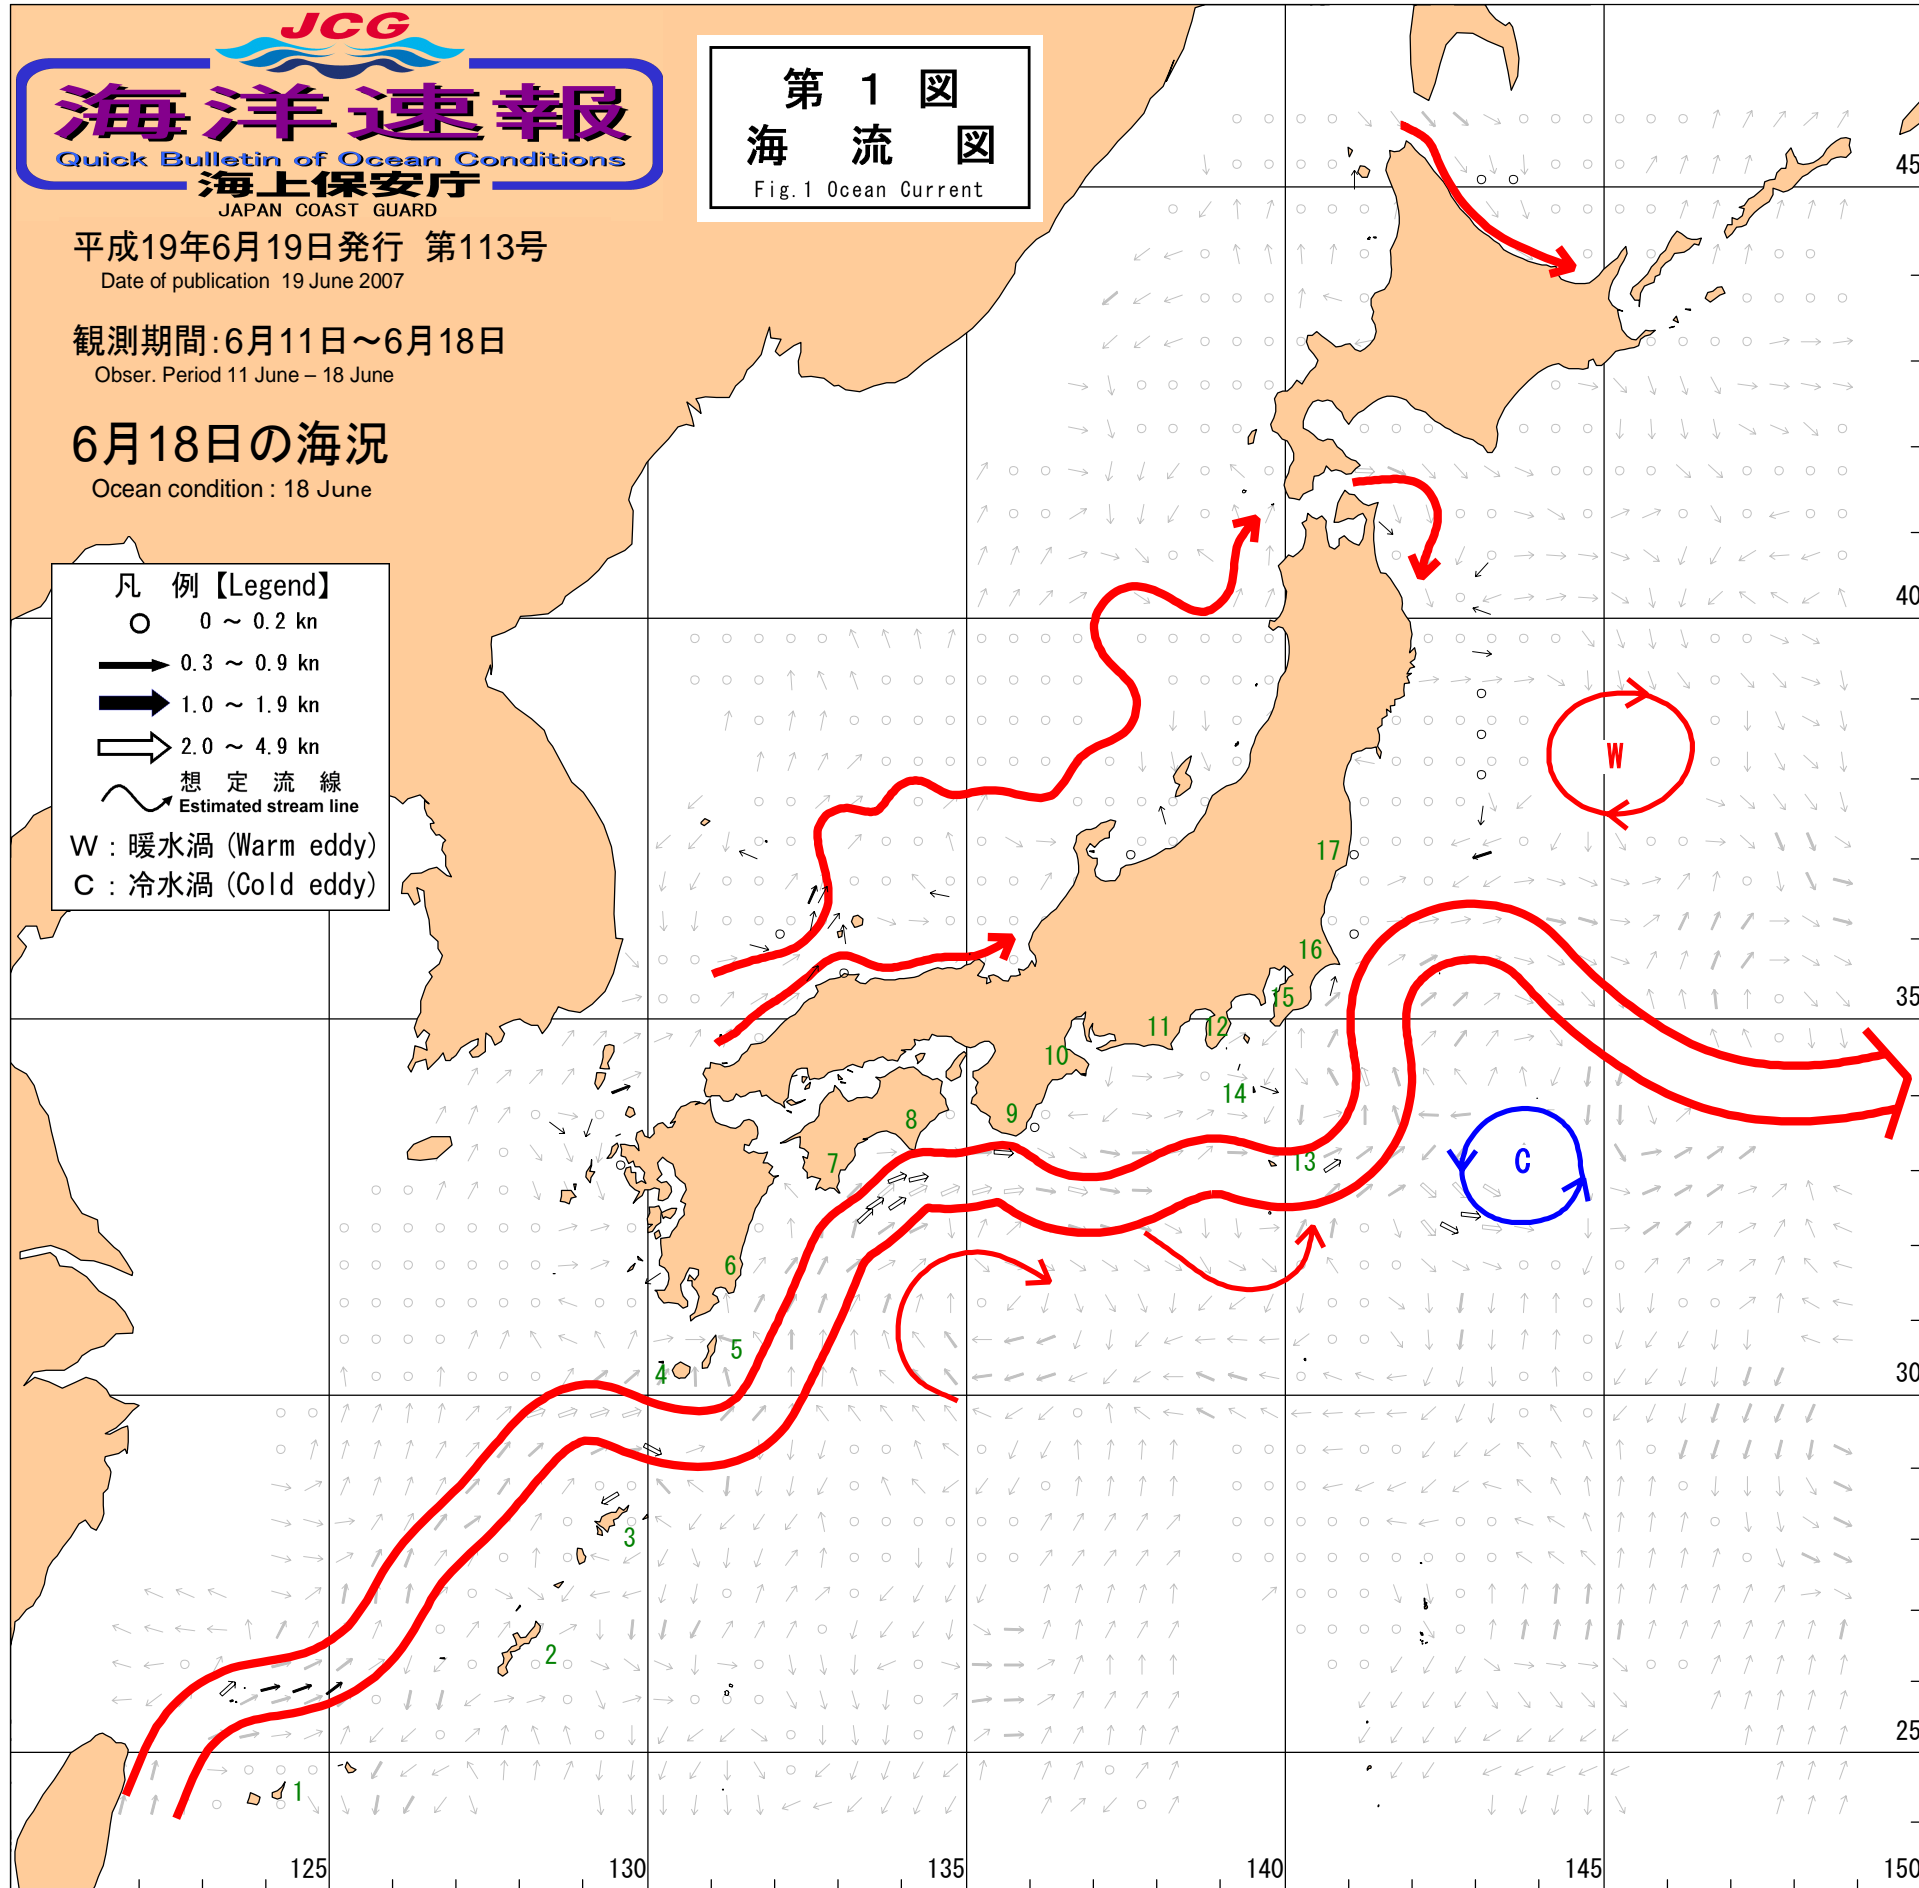 JCG
海洋速報
Quick Bulletin of Ocean Conditions
海上保安庁
JAPAN COAST GUARD
平成19年6月19日発行 第113号
Date of publication 19 June 2007
観測期間:6月11日~6月18日
Obser. Period 11 June – 18 June
6月18日の海況
Ocean condition : 18 June
第 1 図
海 流 図
Fig.1 Ocean Current
凡 例【Legend】
0 ~ 0.2 kn
0.3 ~ 0.9 kn
1.0 ~ 1.9 kn
2.0 ~ 4.9 kn
想 定 流 線
Estimated stream line
W : 暖水渦 (Warm eddy)
C : 冷水渦 (Cold eddy)
45
40
W
17
16
35
15
11
12
10
14
9
8
7
13
C
6
5
4
30
3
2
25
1
125
130
135
140
145
150